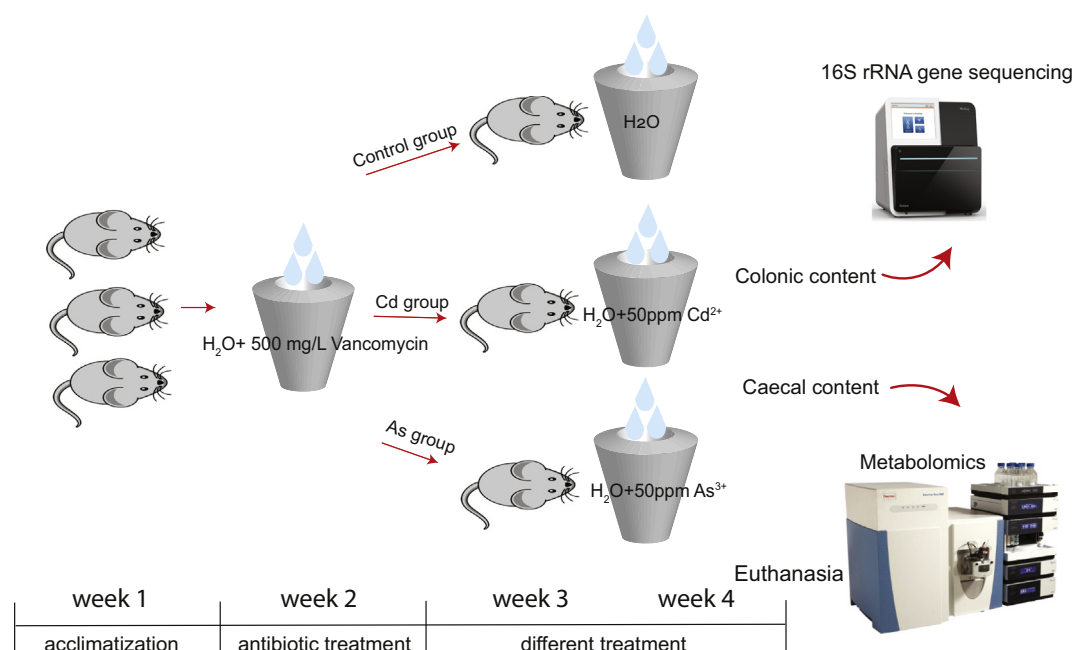 16S rRNA gene sequencing
Control group
H2O
Colonic content
Cd group
H₂O+ 500 mg/L Vancomycin
H₂O+50ppm Cd²⁺
Caecal content
As group
H₂O+50ppm As³⁺
Metabolomics
Euthanasia
week 1
week 2
week 3
week 4
acclimatization
antibiotic treatment
different treatment